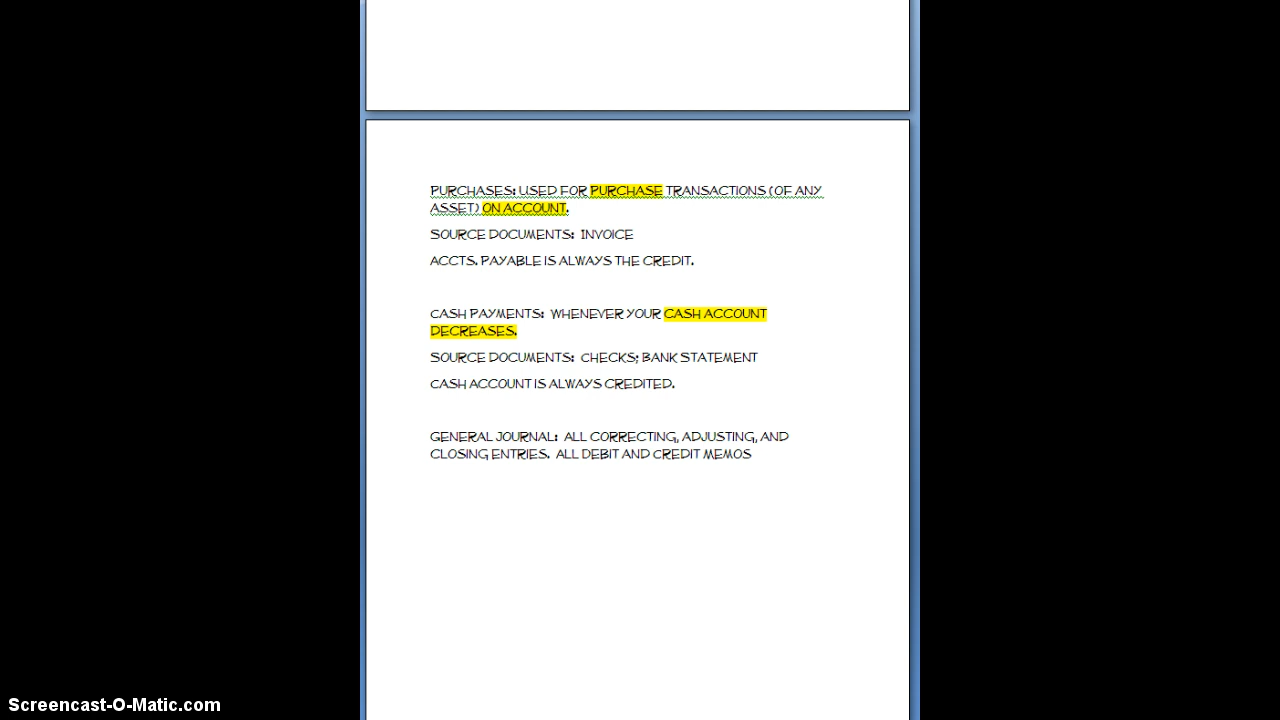 PURCHASES: USED FOR PURCHASE TRANSACTIONS (OF ANY
ASSET) ON ACCOUNT.
SOURCE DOCUMENTS: INVOICE
ACCTS. PAYABLE IS ALWAYS THE CREDIT.
CASH PAYMENTS: WHENEVER YOUR CASH ACCOUNT
DECREASES.
SOURCE DOCUMENTS: CHECKS; BANK STATEMENT
CASH ACCOUNT IS ALWAYS CREDITED.
GENERAL JOURNAL: ALL CORRECTING, ADJUSTING, AND
CLOSING ENTRIES. ALL DEBIT AND CREDIT MEMOS
Screencast-O-Matic.com